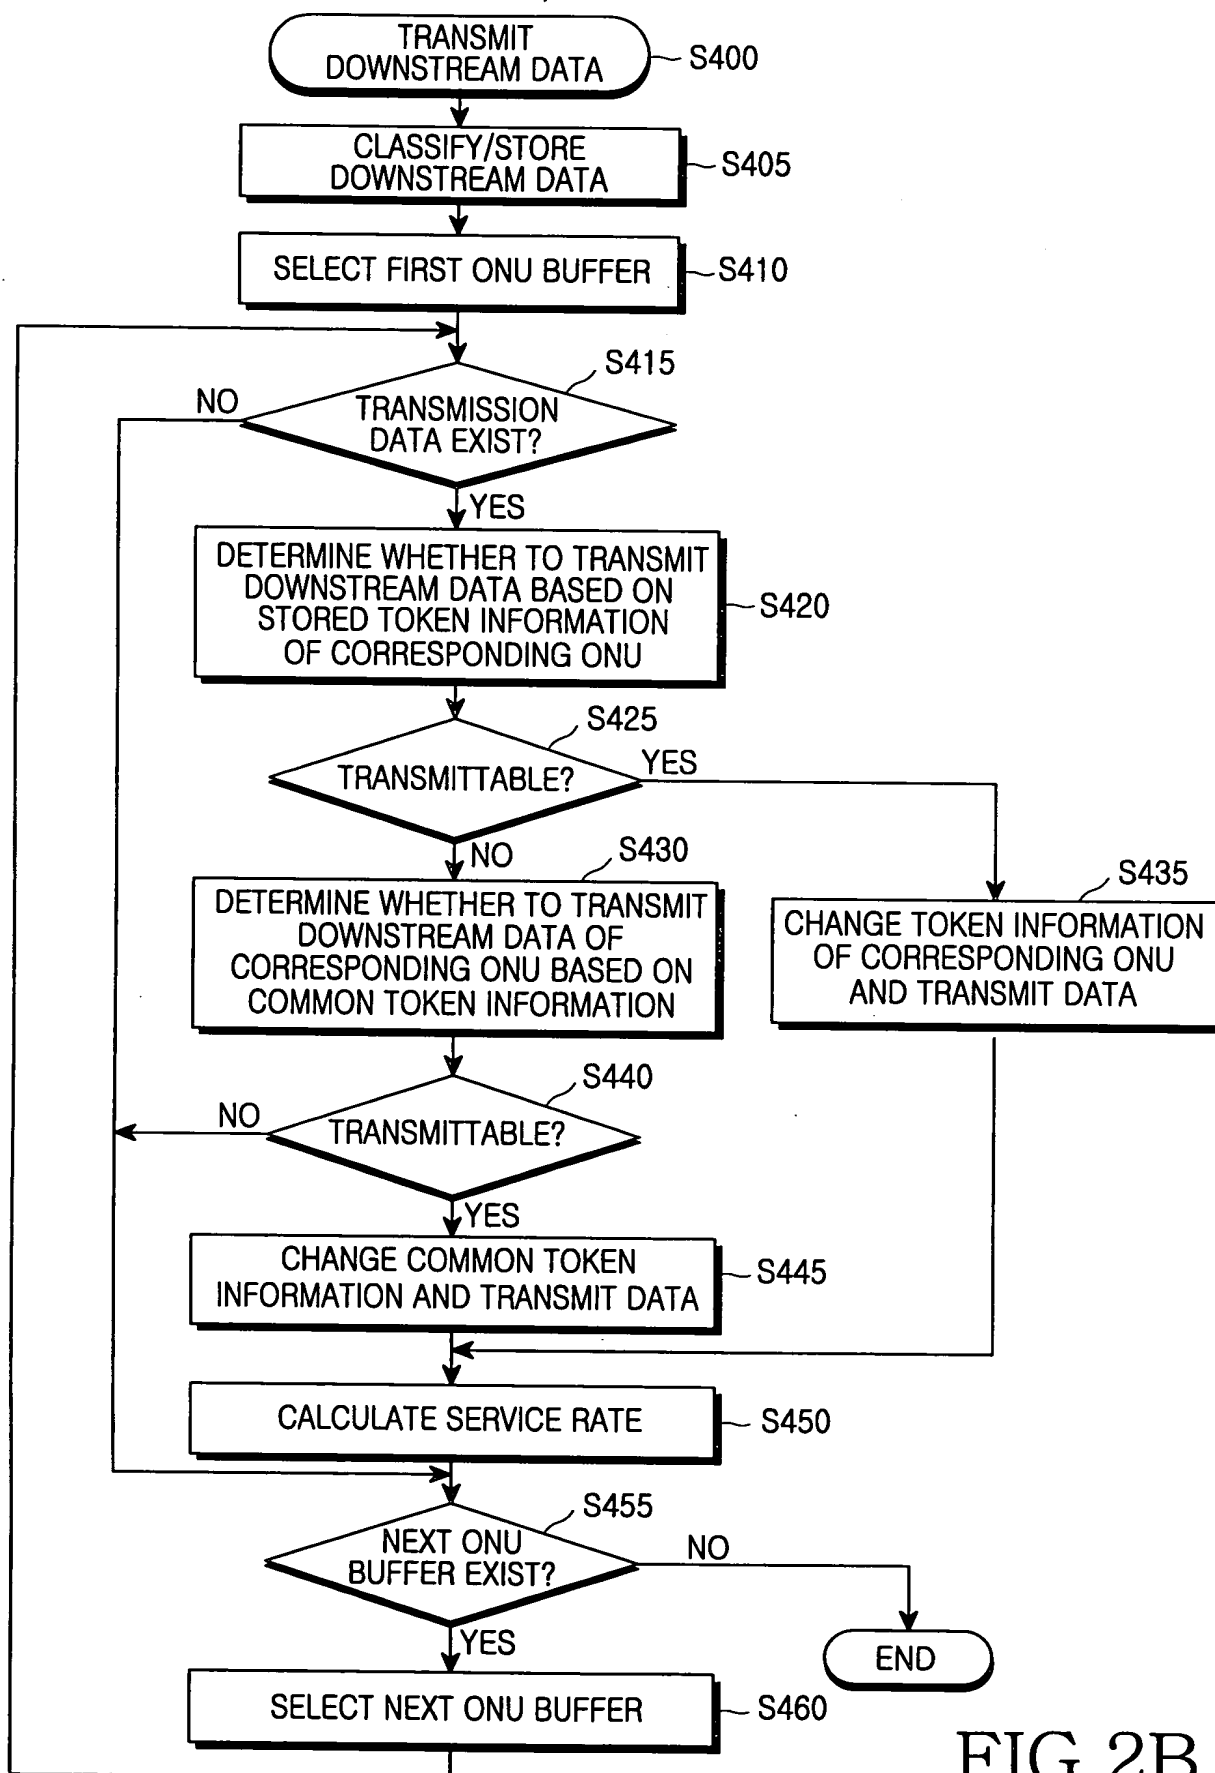 TRANSMIT
DOWNSTREAM DATA
S400
CLASSIFY/STORE
DOWNSTREAM DATA
S405
SELECT FIRST ONU BUFFER
S410
S415
NO
TRANSMISSION
DATA EXIST?
YES
DETERMINE WHETHER TO TRANSMIT
DOWNSTREAM DATA BASED ON
STORED TOKEN INFORMATION
OF CORRESPONDING ONU
S420
S425
TRANSMITTABLE?
YES
NO
S430
DETERMINE WHETHER TO TRANSMIT
DOWNSTREAM DATA OF
CORRESPONDING ONU BASED ON
COMMON TOKEN INFORMATION
S435
CHANGE TOKEN INFORMATION
OF CORRESPONDING ONU
AND TRANSMIT DATA
S440
NO
TRANSMITTABLE?
YES
CHANGE COMMON TOKEN
INFORMATION AND TRANSMIT DATA
S445
CALCULATE SERVICE RATE
S450
S455
NEXT ONU
BUFFER EXIST?
NO
YES
END
SELECT NEXT ONU BUFFER
S460
FIG.2B